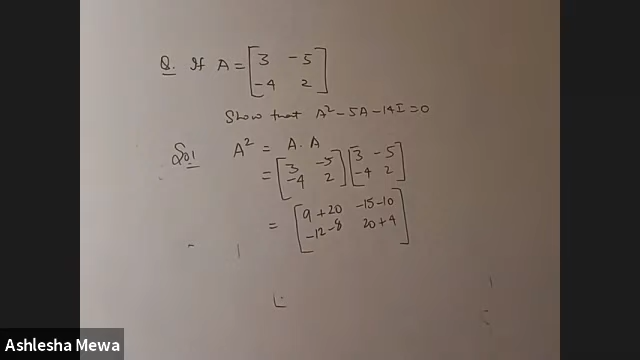 Q. If A = [ 3 -5
-4 2 ]
Show that A² - 5A - 14I = 0
Sol A² = A. A
= [ 3 -5
-4 2 ] [ 3 -5
-4 2 ]
= [ 9+20 -15-10
-12-8 20+4 ]
Ashlesha Mewa